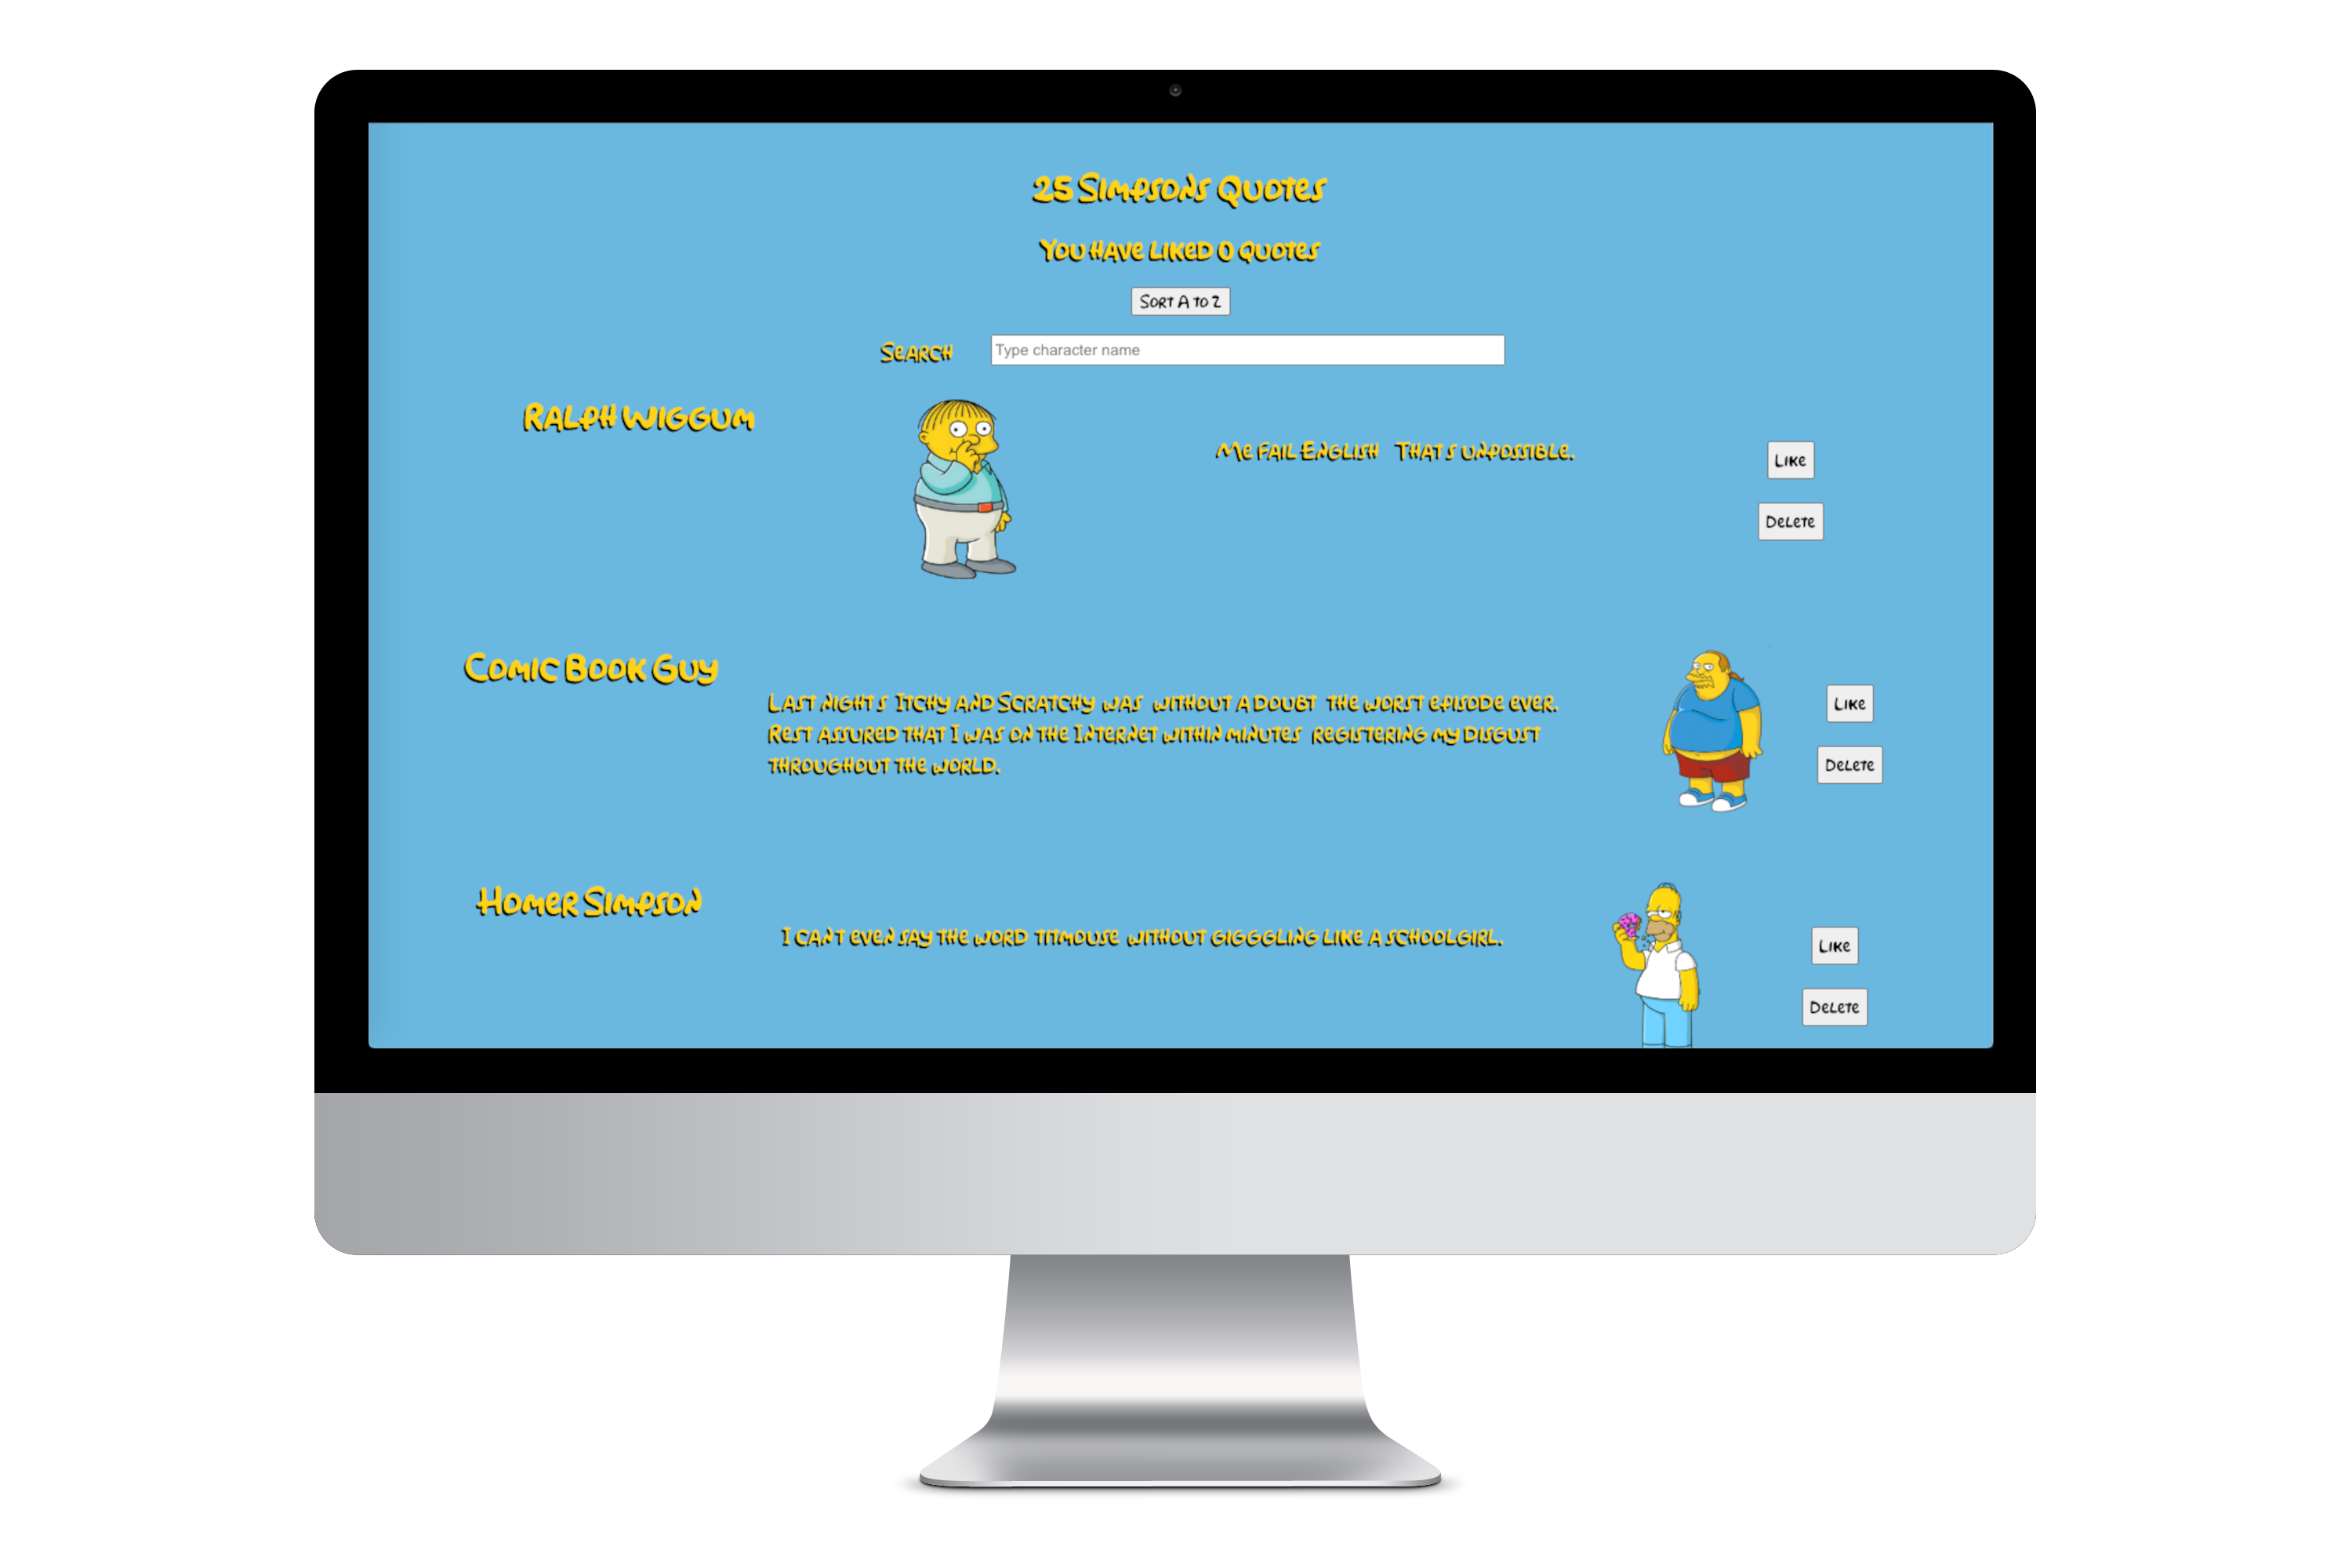 25 Simpsons Quotes
You have liked 0 quotes
Sort A to Z
Search Type character name
Ralph Wiggum
Me fail English  That s unpossible.
Like
Delete
Comic Book Guy
Last night s  Itchy and Scratchy  was  without a doubt  the worst episode ever.
Rest assured that I was on the Internet within minutes  registering my disgust
throughout the world.
Like
Delete
Homer Simpson
I can t even say the word  titmouse  without gigggling like a schoolgirl.
Like
Delete